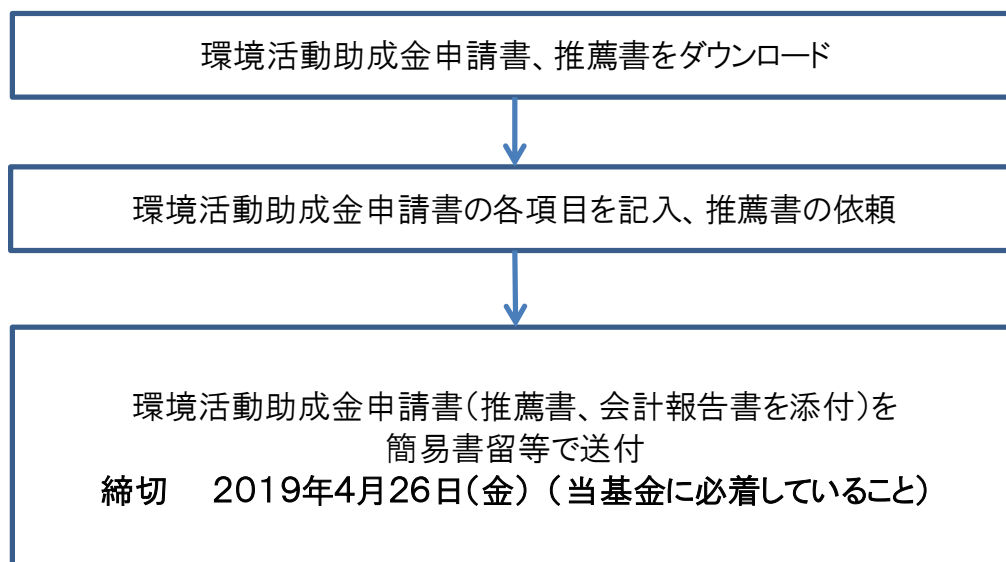 環境活動助成金申請書、推薦書をダウンロード
環境活動助成金申請書の各項目を記入、推薦書の依頼
環境活動助成金申請書（推薦書、会計報告書を添付）を
簡易書留等で送付
締切　2019年4月26日（金）（当基金に必着していること）